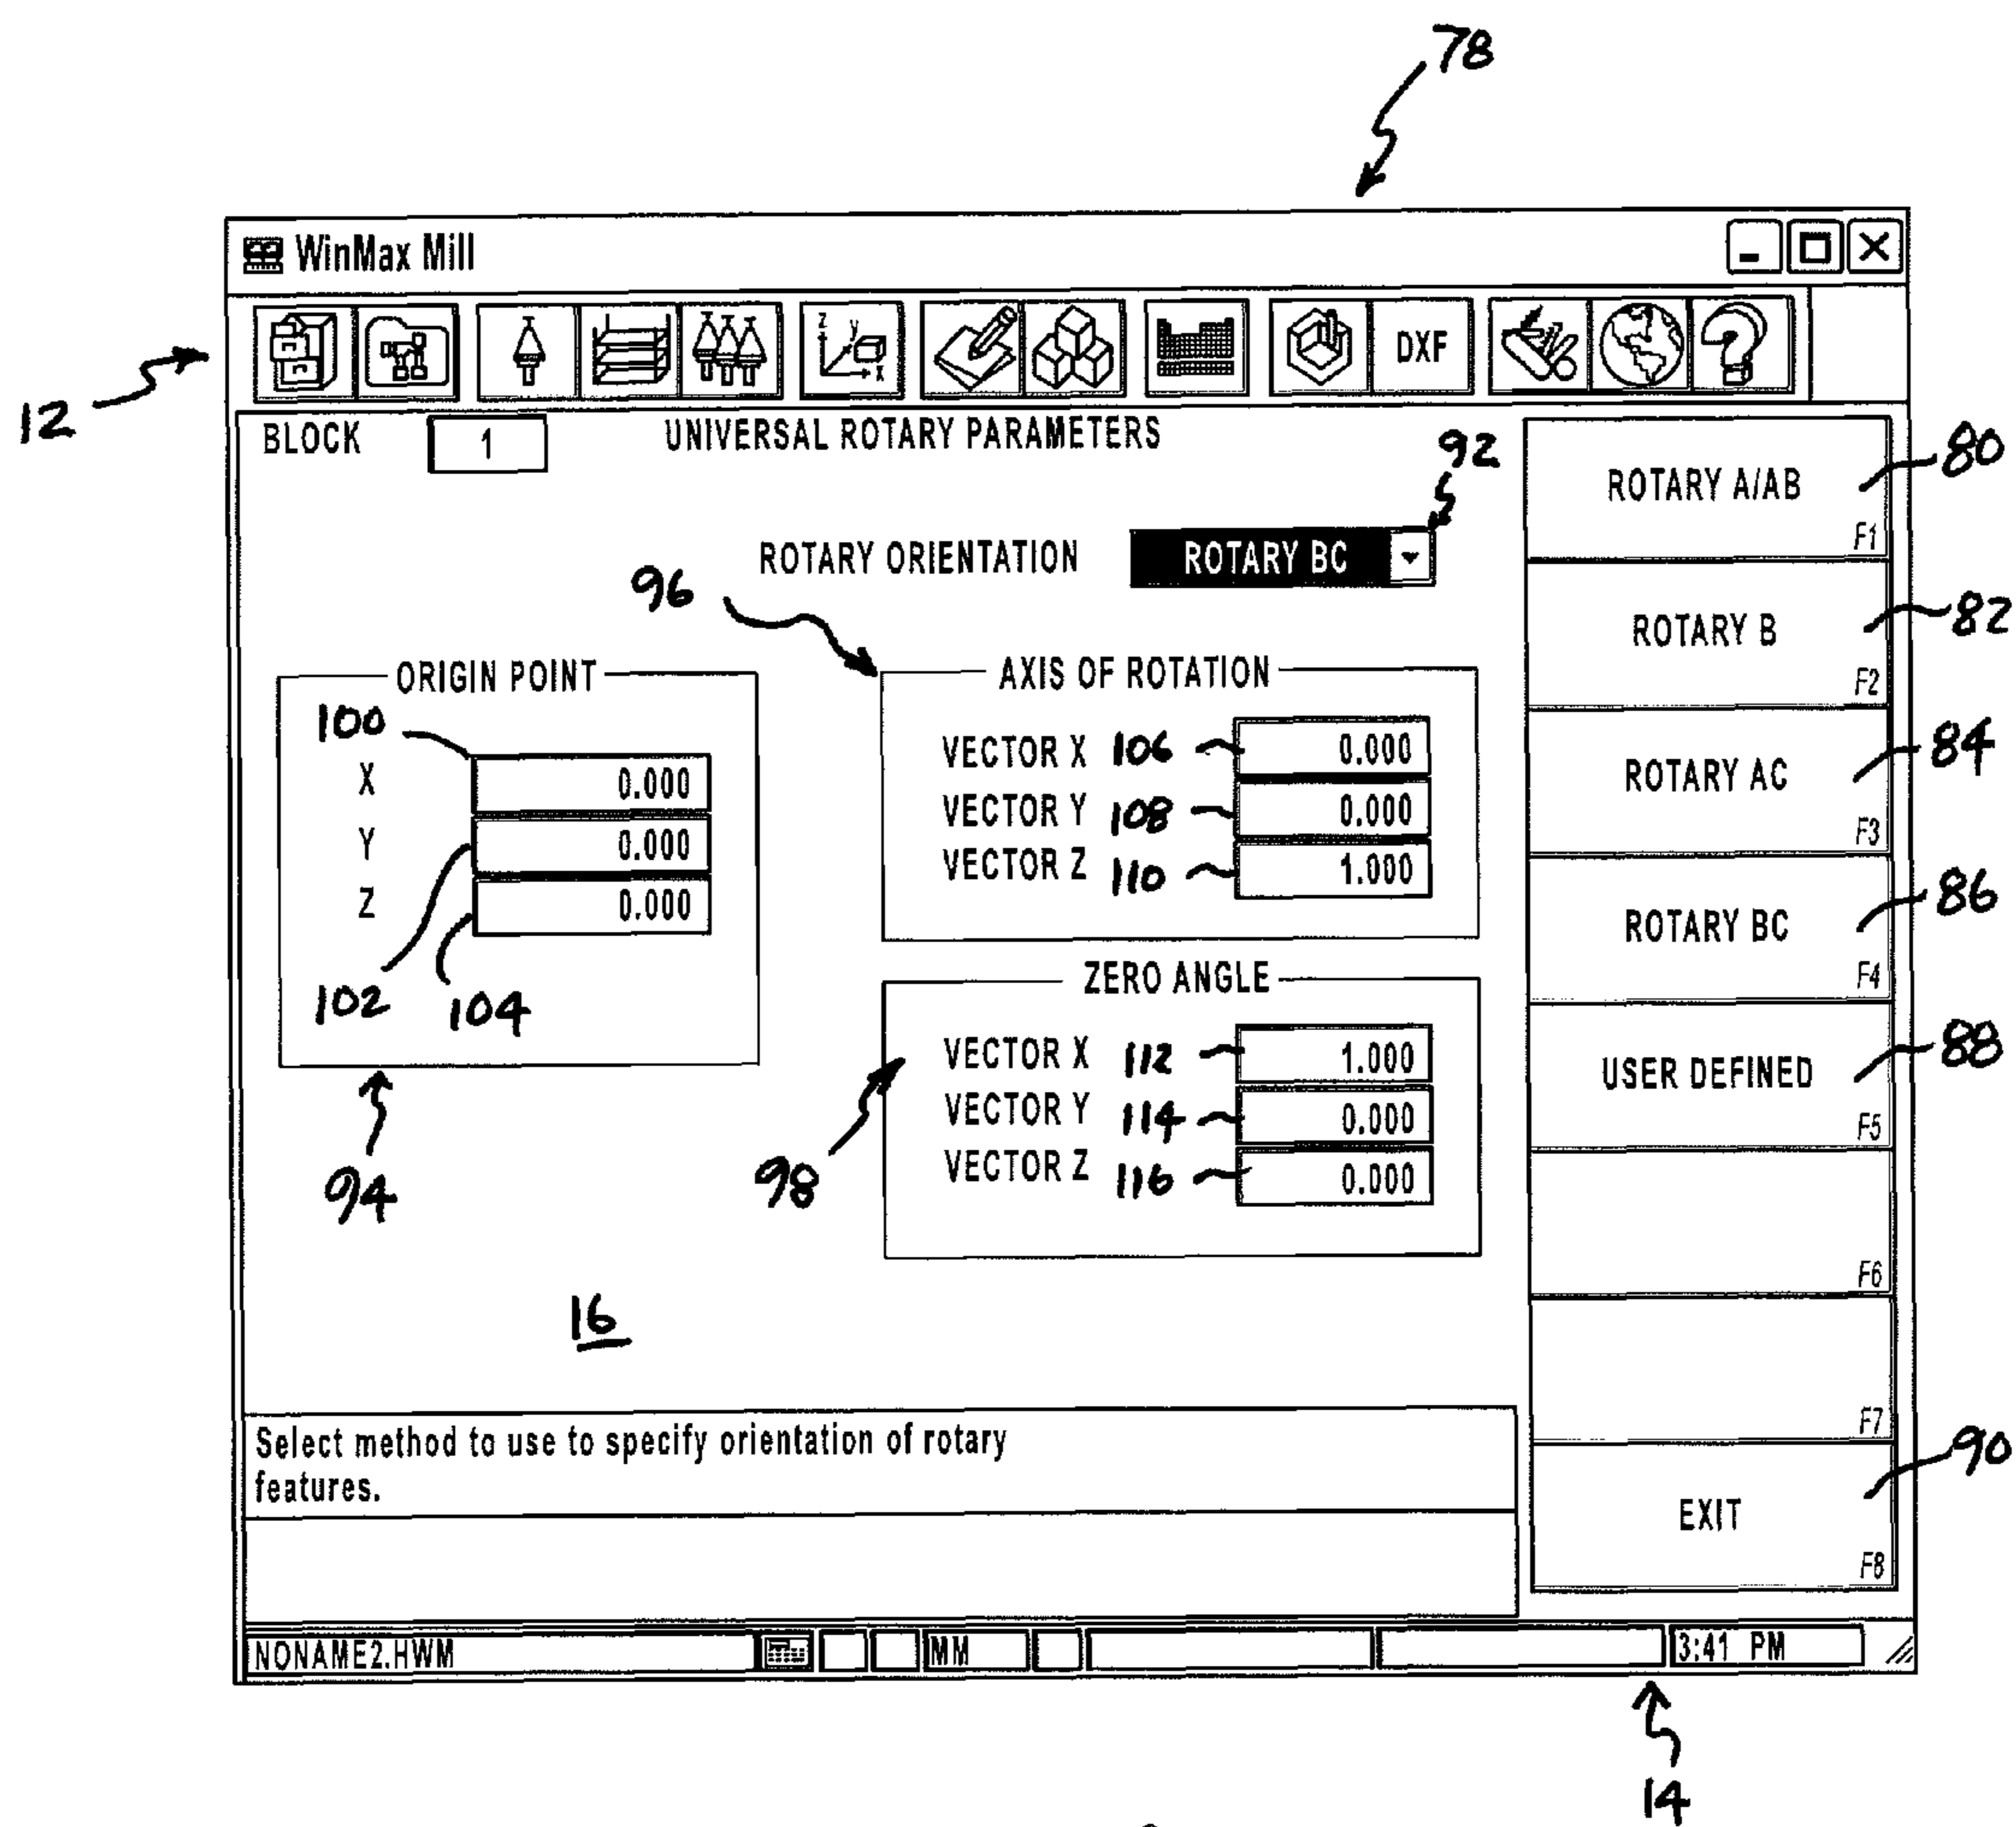 78
WinMax Mill
12
z y x
DXF
BLOCK 1 UNIVERSAL ROTARY PARAMETERS
92
ROTARY A/AB
F1
80
ROTARY ORIENTATION ROTARY BC
96
ROTARY B
F2
82
ORIGIN POINT
100
X 0.000
Y 0.000
Z 0.000
102
104
94
AXIS OF ROTATION
VECTOR X 106 0.000
VECTOR Y 108 0.000
VECTOR Z 110 1.000
ZERO ANGLE
VECTOR X 112 1.000
VECTOR Y 114 0.000
VECTOR Z 116 0.000
98
ROTARY AC
F3
84
ROTARY BC
F4
86
USER DEFINED
F5
88
F6
F7
EXIT
F8
90
16
Select method to use to specify orientation of rotary
features.
NONAME2.HWM MM 3:41 PM
14